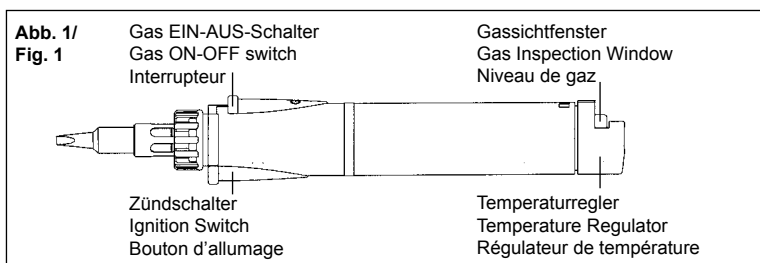 Abb. 1/
Fig. 1
Gas EIN-AUS-Schalter
Gas ON-OFF switch
Interrupteur
Gassichtfenster
Gas Inspection Window
Niveau de gaz
Zündschalter
Ignition Switch
Bouton d'allumage
Temperaturregler
Temperature Regulator
Régulateur de température